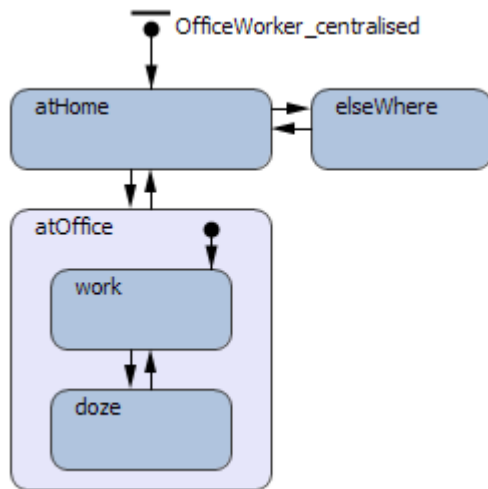 OfficeWorker_centralised
atHome
elseWhere
atOffice
work
doze